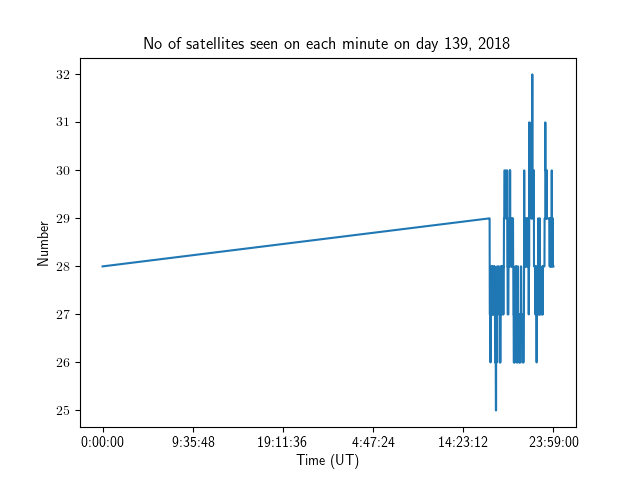 No of satellites seen on each minute on day 139, 2018
32
31
30
29
28
27
26
25
Number
0:00:00 9:35:48 19:11:36 4:47:24 14:23:12 23:59:00
Time (UT)